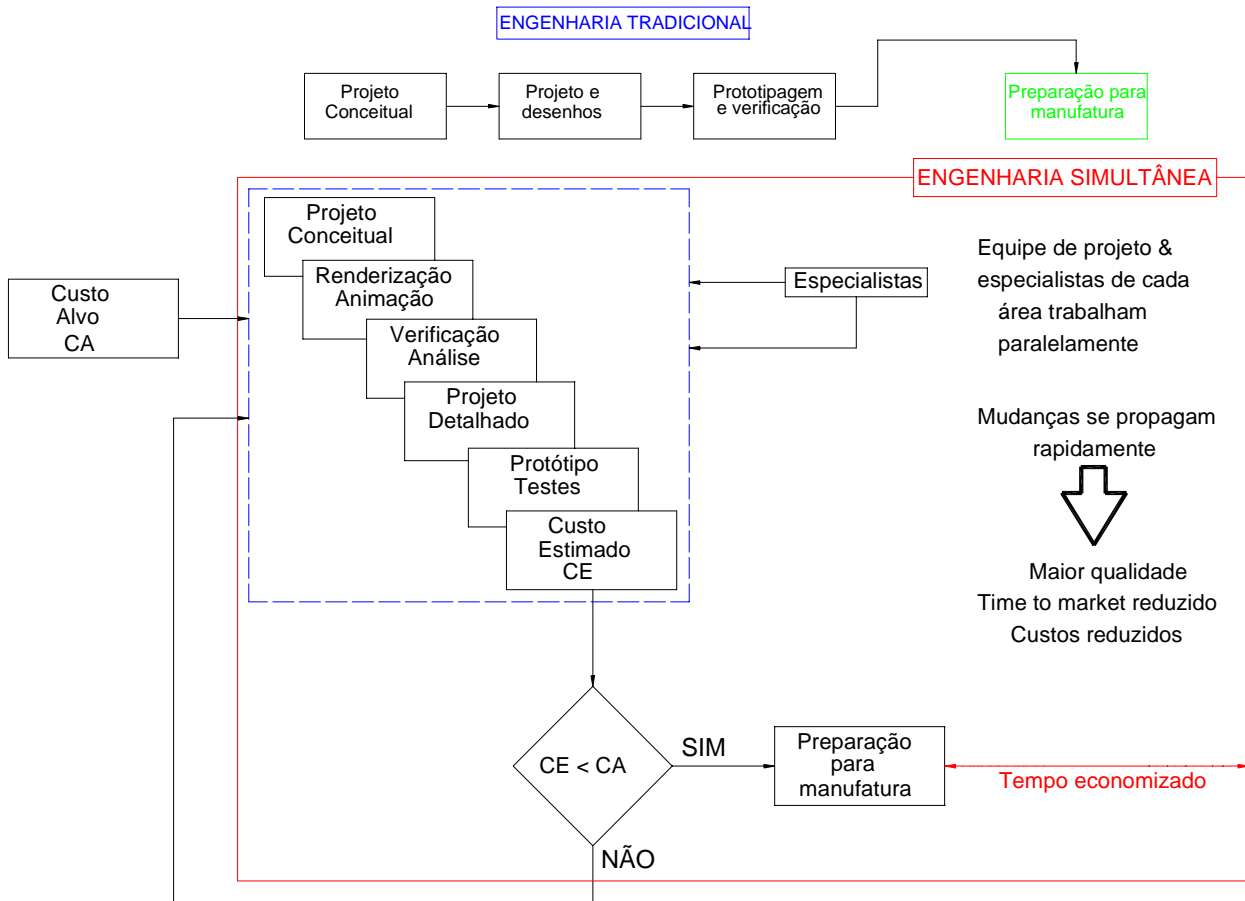 ENGENHARIA TRADICIONAL
Projeto
Conceitual
Projeto e
desenhos
Prototipagem
e verificação
Preparação para
manufatura
ENGENHARIA SIMULTÂNEA
Projeto
Conceitual
Renderização
Animação
Verificação
Análise
Projeto
Detalhado
Protótipo
Testes
Custo
Estimado
CE
Custo
Alvo
CA
Especialistas
Equipe de projeto &
especialistas de cada
área trabalham
paralelamente
Mudanças se propagam
rapidamente
Maior qualidade
Time to market reduzido
Custos reduzidos
CE < CA
SIM
Preparação
para
manufatura
Tempo economizado
NÃO